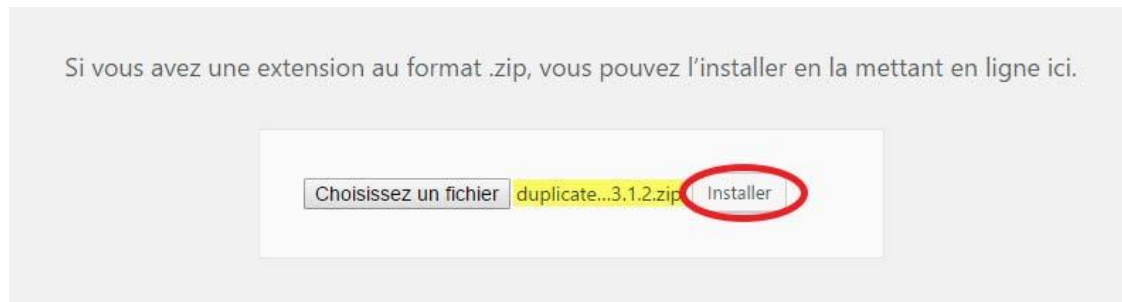 Si vous avez une extension au format .zip, vous pouvez l’installer en la mettant en ligne ici.
Choisissez un fichier duplicate...3.1.2.zip Installer